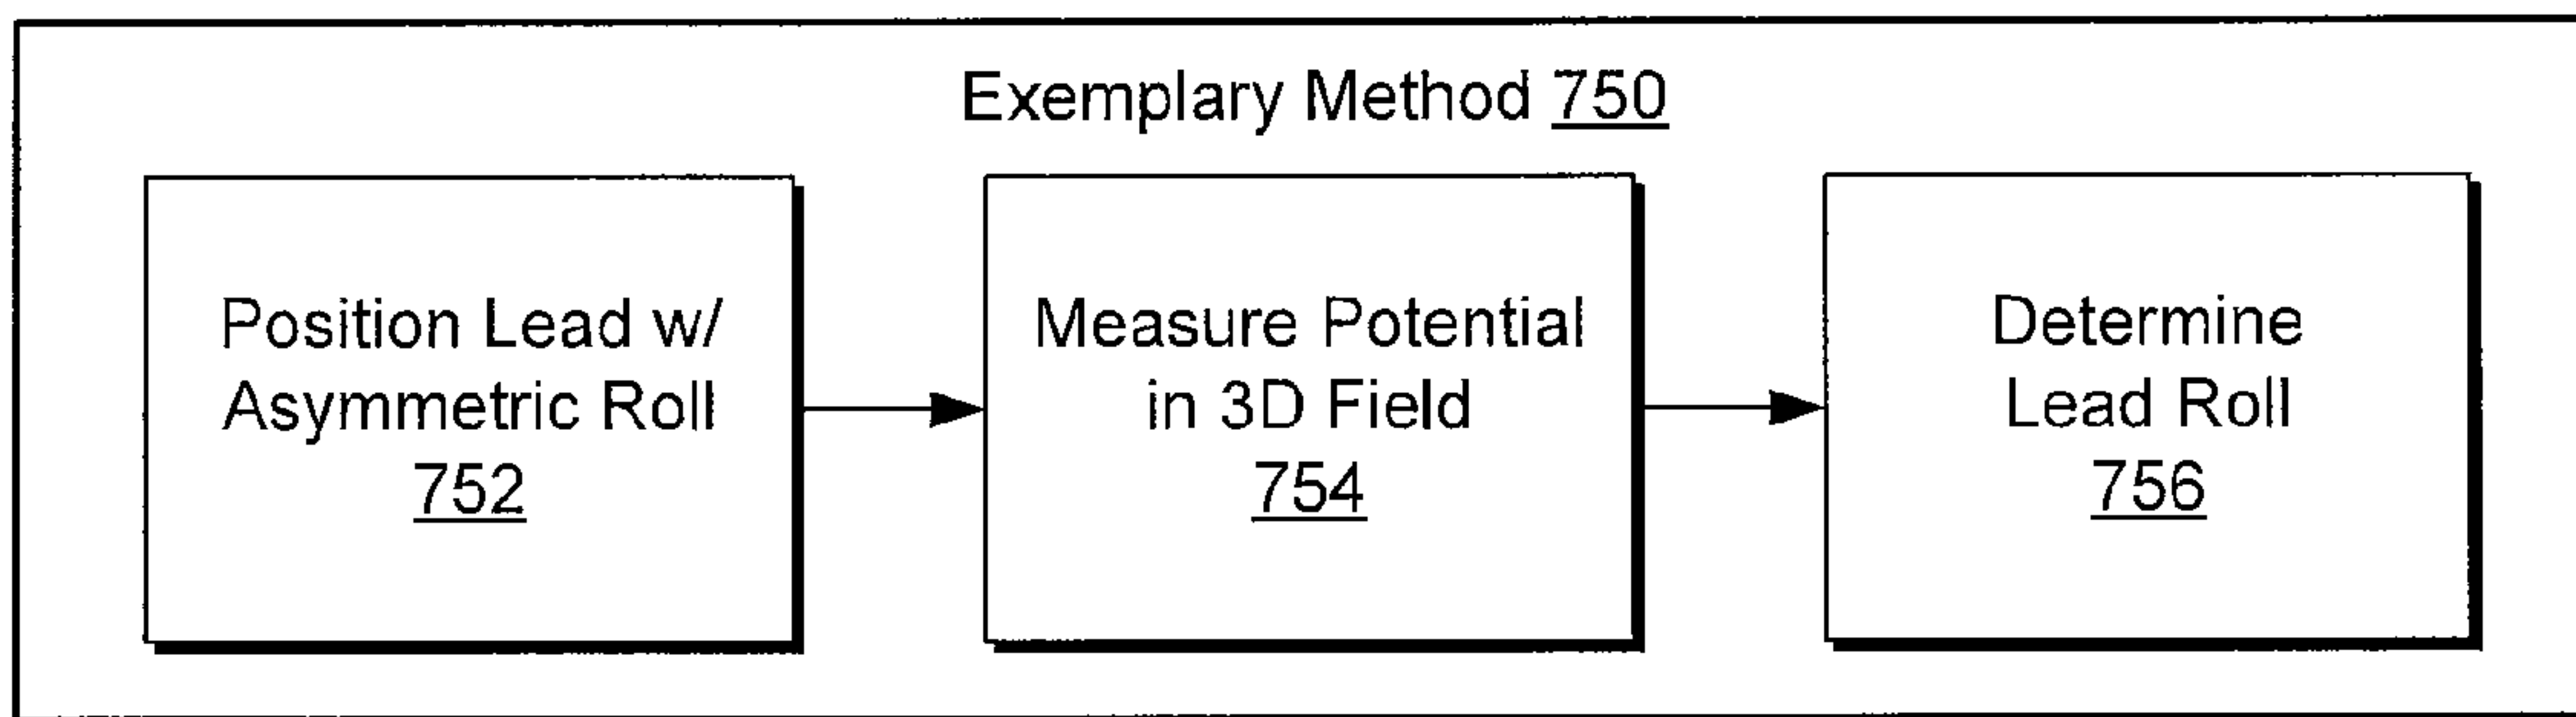 Exemplary Method 750
Position Lead w/
Asymmetric Roll
752
Measure Potential
in 3D Field
754
Determine
Lead Roll
756